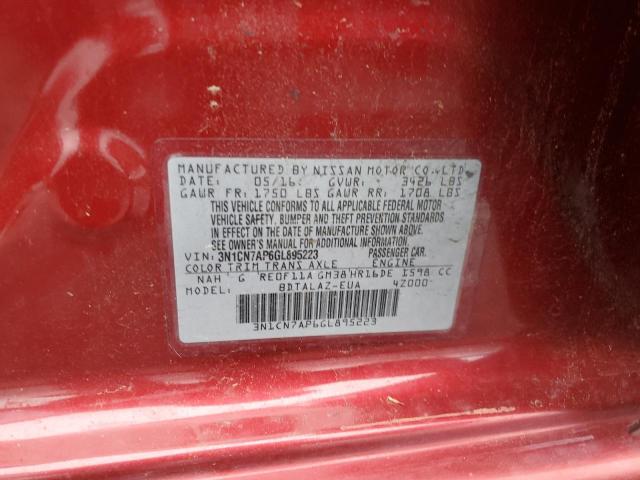 MANUFACTURED BY NISSAN MOTOR CO.,LTD.
DATE: 05/16 GVWR: 3426 LBS
GAWR FR: 1750 LBS GAWR RR: 1708 LBS
THIS VEHICLE CONFORMS TO ALL APPLICABLE FEDERAL MOTOR
VEHICLE SAFETY, BUMPER AND THEFT PREVENTION STANDARDS
IN EFFECT ON THE DATE OF MANUFACTURE SHOWN ABOVE.
SEE OWNER'S MANUAL FOR ADDITIONAL INFORMATION.
VIN: 3N1CN7AP6GL895223 PASSENGER CAR.
COLOR TRIM TRANS AXLE ENGINE
NAH G RE0F11A GM38 HR16DE 1598 CC
MODEL: BDTALAZ-EUA 4Z000
3N1CN7AP6GL895223